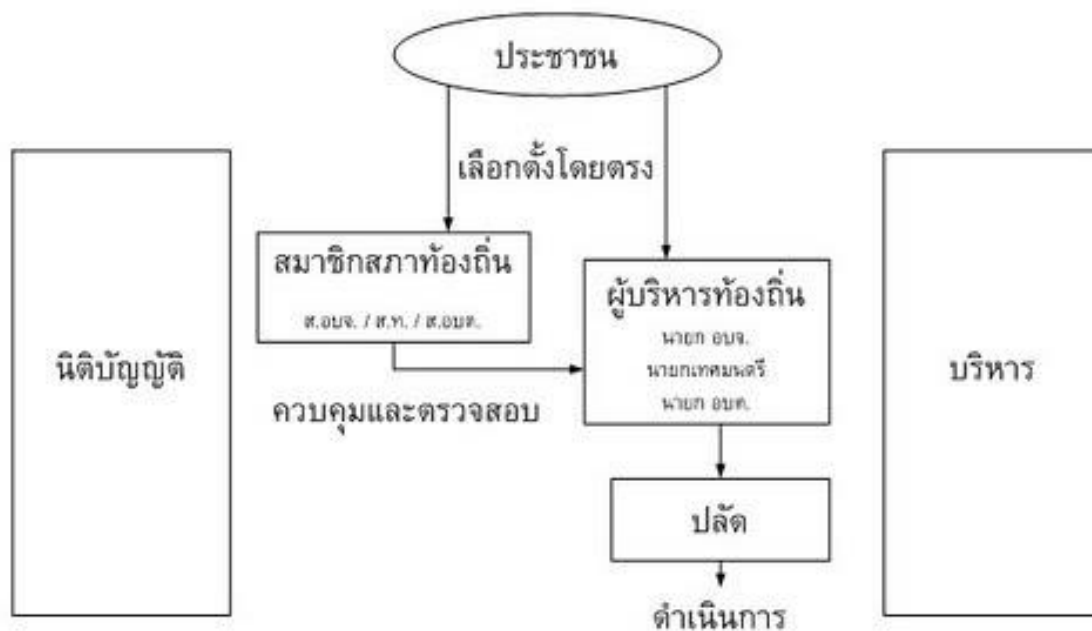 ประชาชน
เลือกตั้งโดยตรง
สมาชิกสภาท้องถิ่น
ส.อบจ. / ส.ท. / ส.อบต.
ผู้บริหารท้องถิ่น
นายก อบจ.
นายกเทศมนตรี
นายก อบต.
นิติบัญญัติ
บริหาร
ควบคุมและตรวจสอบ
ปลัด
ดำเนินการ